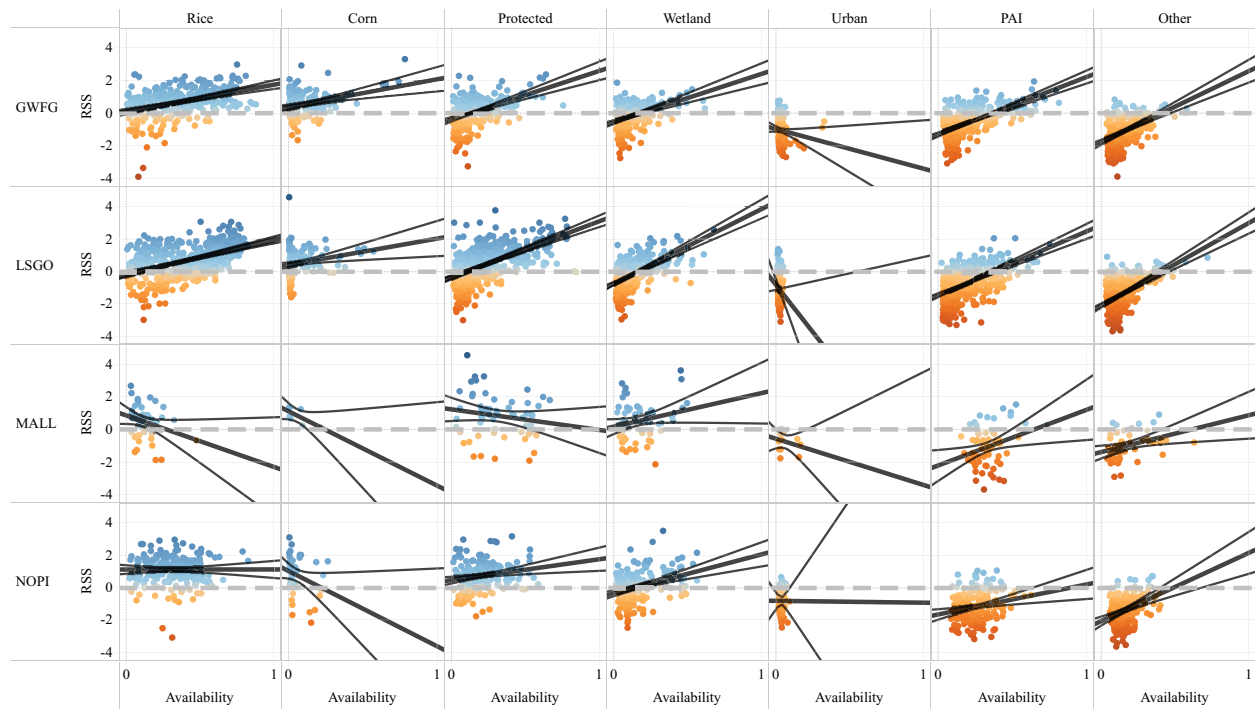 Rice Corn Protected Wetland Urban PAI Other
GWFG
RSS
4
2
0
-2
-4
LSGO
RSS
4
2
0
-2
-4
MALL
RSS
4
2
0
-2
-4
NOPI
RSS
4
2
0
-2
-4
0 1 0 1 0 1 0 1 0 1 0 1 0 1
Availability Availability Availability Availability Availability Availability Availability